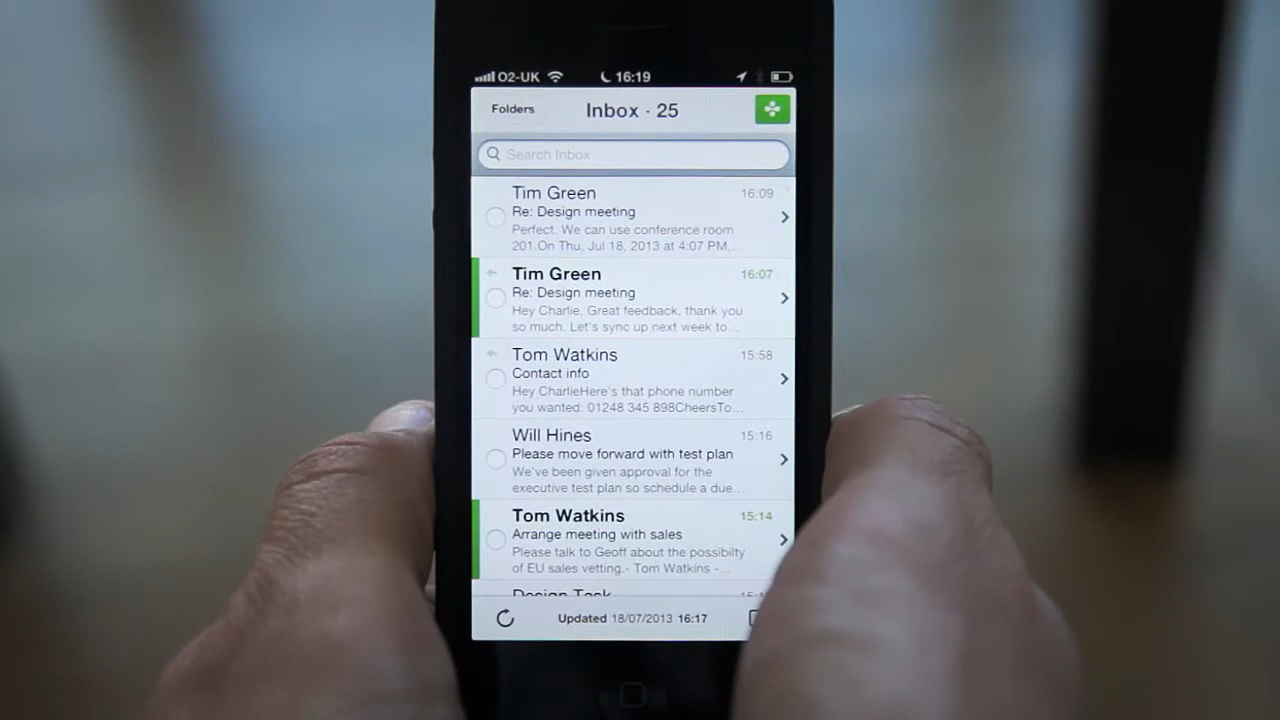 O2-UK 16:19
Folders Inbox · 25
Search Inbox
Tim Green 16:09
Re: Design meeting
Perfect. We can use conference room
201.On Thu, Jul 18, 2013 at 4:07 PM,...
Tim Green 16:07
Re: Design meeting
Hey Charlie, Great feedback, thank you
so much. Let's sync up next week to...
Tom Watkins 15:58
Contact info
Hey CharlieHere's that phone number
you wanted: 01248 345 898CheersTo...
Will Hines 15:16
Please move forward with test plan
We've been given approval for the
executive test plan so schedule a due...
Tom Watkins 15:14
Arrange meeting with sales
Please talk to Geoff about the possibilty
of EU sales vetting.- Tom Watkins -...
Design Task
Updated 18/07/2013 16:17